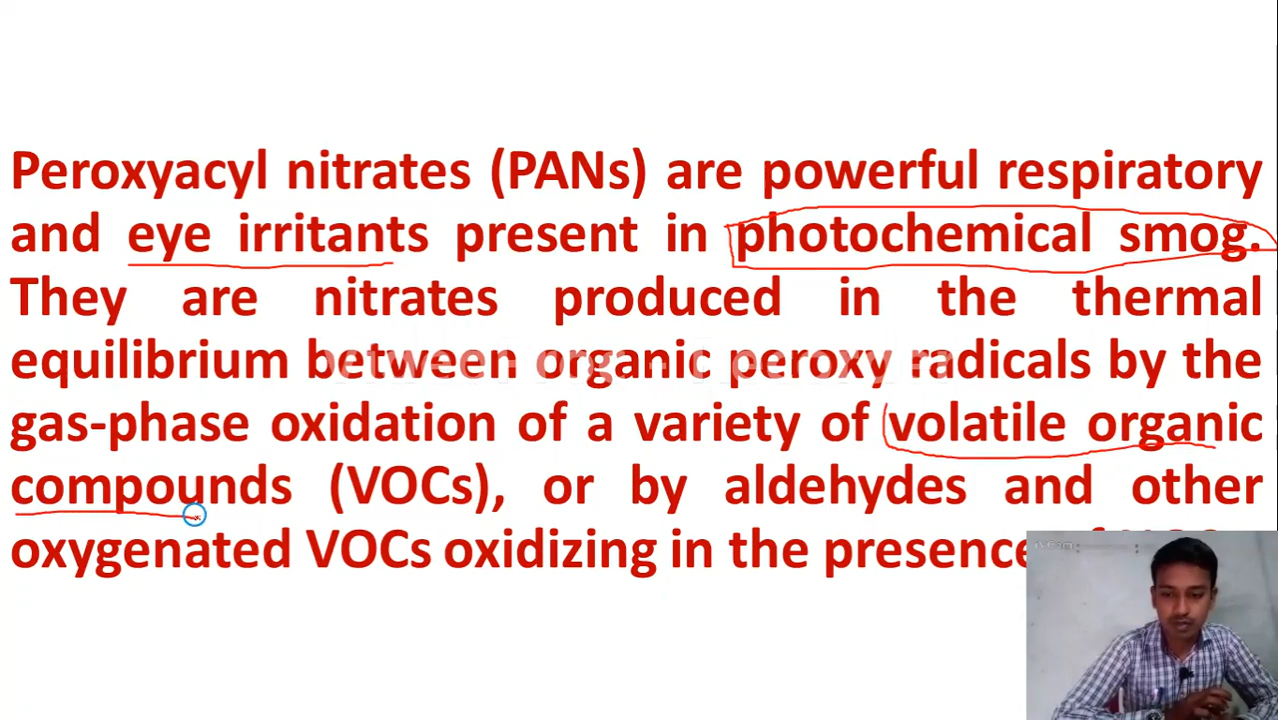 Peroxyacyl nitrates (PANs) are powerful respiratory
and eye irritants present in photochemical smog.
They are nitrates produced in the thermal
equilibrium between organic peroxy radicals by the
gas-phase oxidation of a variety of volatile organic
compounds (VOCs), or by aldehydes and other
oxygenated VOCs oxidizing in the presence